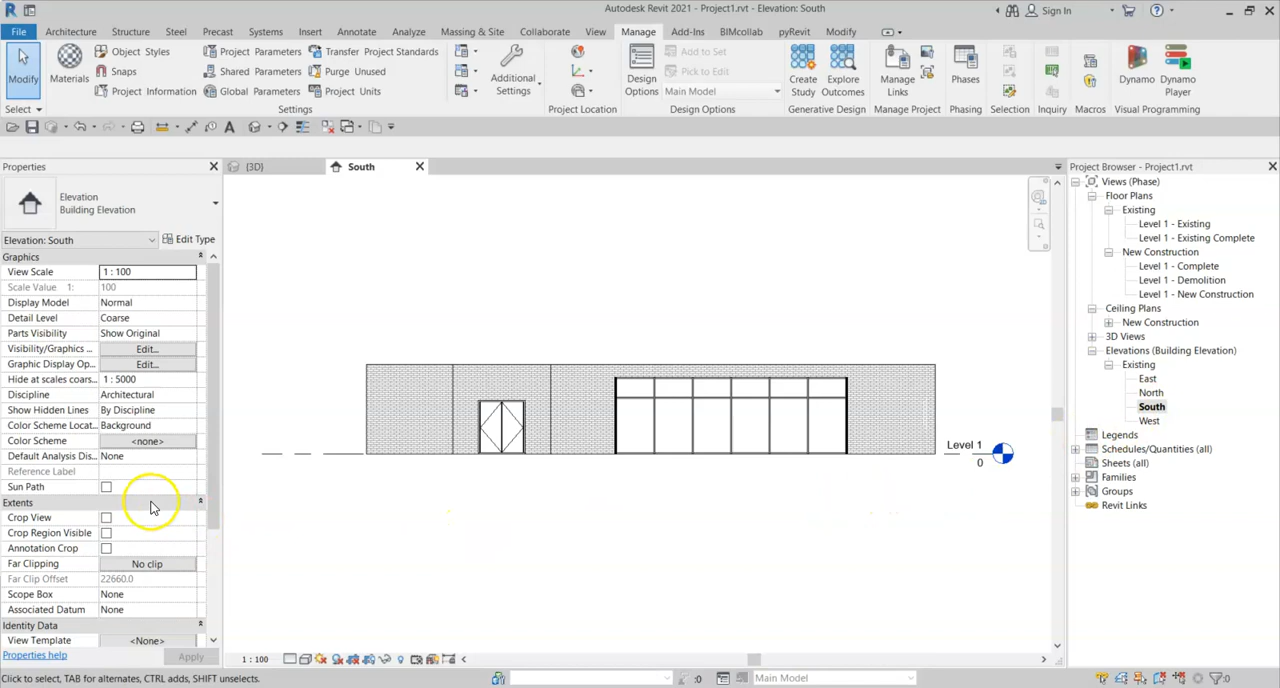 Autodesk Revit 2021 - Project1.rvt - Elevation: South
Sign In
File Architecture Structure Steel Precast Systems Insert Annotate Analyze Massing & Site Collaborate View Manage Add-Ins BIMcollab pyRevit Modify
Modify
Select
Materials
Object Styles
Snaps
Project Information
Project Parameters
Shared Parameters
Global Parameters
Transfer Project Standards
Purge Unused
Project Units
Additional
Settings
Settings
Project Location
Design
Options
Add to Set
Pick to Edit
Main Model
Design Options
Create
Study
Explore
Outcomes
Generative Design
Manage
Links
Manage Project
Phases
Phasing
Selection
Inquiry
Macros
Dynamo
Dynamo
Player
Visual Programming
Properties
{3D}
South
Project Browser - Project1.rvt
Elevation
Building Elevation
Elevation: South
Edit Type
Graphics
View Scale 1 : 100
Scale Value 1: 100
Display Model Normal
Detail Level Coarse
Parts Visibility Show Original
Visibility/Graphics ... Edit...
Graphic Display Op... Edit...
Hide at scales coars... 1 : 5000
Discipline Architectural
Show Hidden Lines By Discipline
Color Scheme Locat... Background
Color Scheme <none>
Default Analysis Dis... None
Reference Label
Sun Path
Extents
Crop View
Crop Region Visible
Annotation Crop
Far Clipping No clip
Far Clip Offset 22660.0
Scope Box None
Associated Datum None
Identity Data
View Template <None>
Properties help
Apply
Level 1
0
Views (Phase)
Floor Plans
Existing
Level 1 - Existing
Level 1 - Existing Complete
New Construction
Level 1 - Complete
Level 1 - Demolition
Level 1 - New Construction
Ceiling Plans
New Construction
3D Views
Elevations (Building Elevation)
Existing
East
North
South
West
Legends
Schedules/Quantities (all)
Sheets (all)
Families
Groups
Revit Links
1 : 100
Click to select, TAB for alternates, CTRL adds, SHIFT unselects.
:0
Main Model
:0